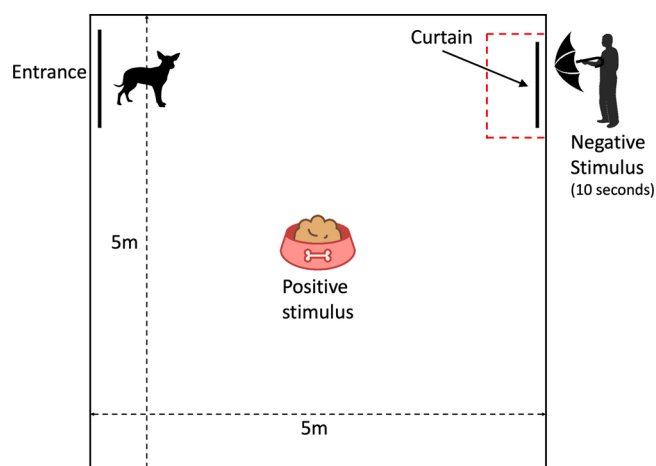 Curtain
Entrance
Negative
Stimulus
(10 seconds)
5m
Positive
stimulus
5m